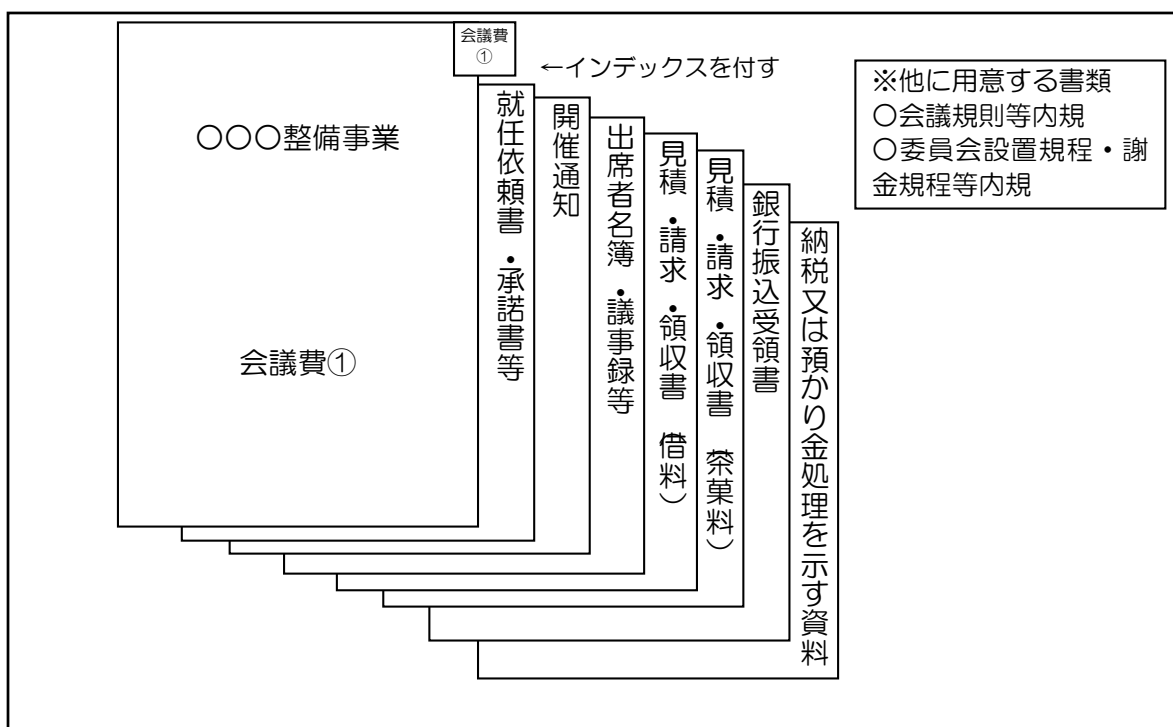 会議費
①
←インデックスを付す
〇〇〇整備事業
会議費①
就任依頼書・承諾書等
開催通知
出席者名簿・議事録等
見積・請求・領収書 借料）
見積・請求・領収書 茶菓料）
銀行振込受領書
納税又は預かり金処理を示す資料
※他に用意する書類
〇会議規則等内規
〇委員会設置規程・謝
金規程等内規